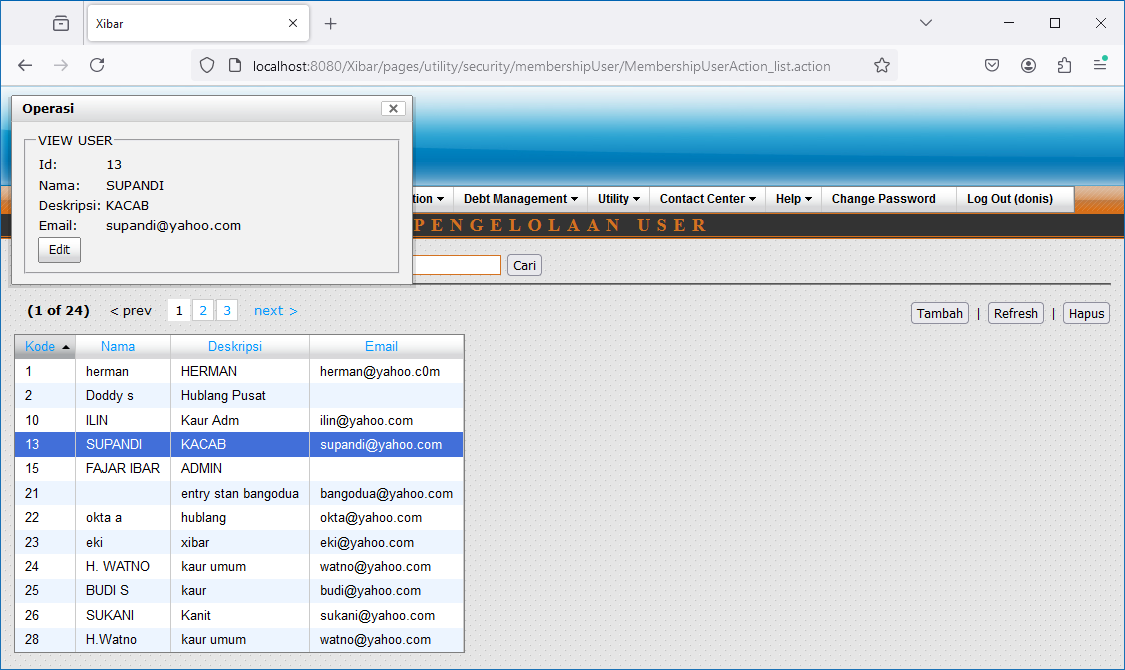 Xibar
localhost:8080/Xibar/pages/utility/security/membershipUser/MembershipUserAction_list.action
Operasi
VIEW USER
Id: 13
Nama: SUPANDI
Deskripsi: KACAB
Email: supandi@yahoo.com
Edit
tion Debt Management Utility Contact Center Help Change Password Log Out (donis)
PENGELOLAAN USER
Cari
(1 of 24) < prev 1 2 3 next > Tambah | Refresh | Hapus
Kode Nama Deskripsi Email
1 herman HERMAN herman@yahoo.c0m
2 Doddy s Hublang Pusat
10 ILIN Kaur Adm ilin@yahoo.com
13 SUPANDI KACAB supandi@yahoo.com
15 FAJAR IBAR ADMIN
21 entry stan bangodua bangodua@yahoo.com
22 okta a hublang okta@yahoo.com
23 eki xibar eki@yahoo.com
24 H. WATNO kaur umum watno@yahoo.com
25 BUDI S kaur budi@yahoo.com
26 SUKANI Kanit sukani@yahoo.com
28 H.Watno kaur umum watno@yahoo.com